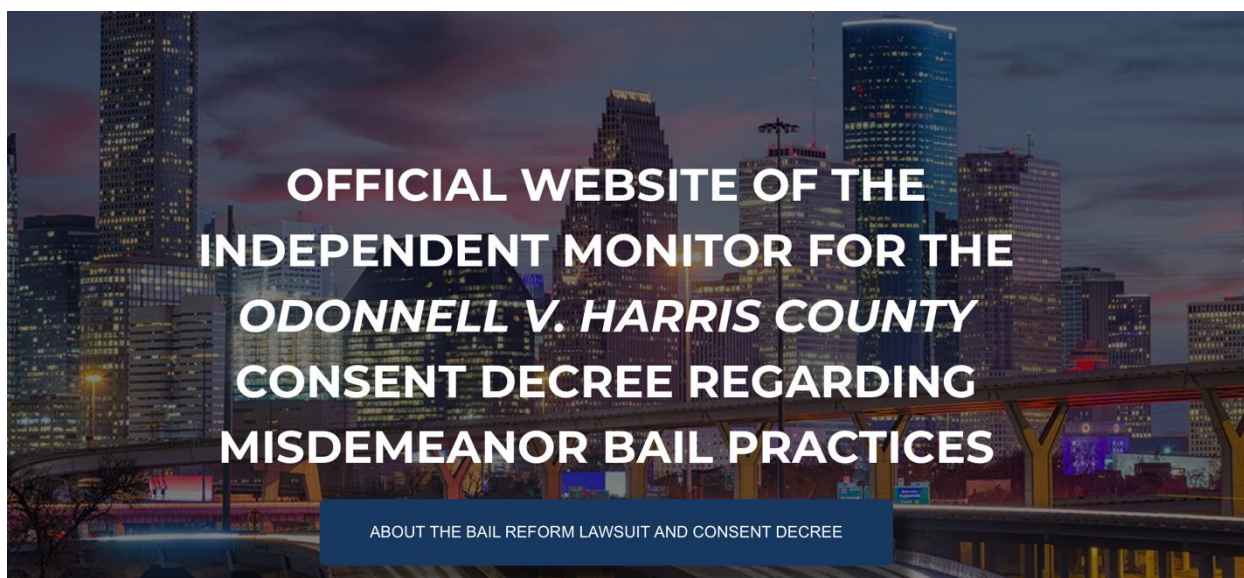 OFFICIAL WEBSITE OF THE
INDEPENDENT MONITOR FOR THE
ODONNELL V. HARRIS COUNTY
CONSENT DECREE REGARDING
MISDEMEANOR BAIL PRACTICES
ABOUT THE BAIL REFORM LAWSUIT AND CONSENT DECREE